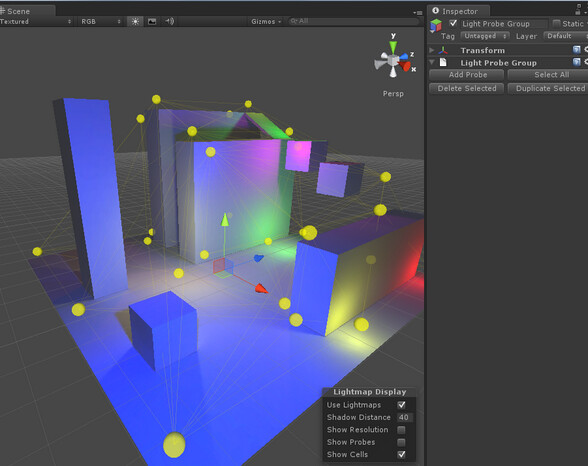 Scene
Textured RGB Gizmos All
y
z
x
Persp
Inspector
Light Probe Group Static
Tag Untagged Layer Default
Transform
Light Probe Group
Add Probe Select All
Delete Selected Duplicate Selected
Lightmap Display
Use Lightmaps
Shadow Distance 40
Show Resolution
Show Probes
Show Cells